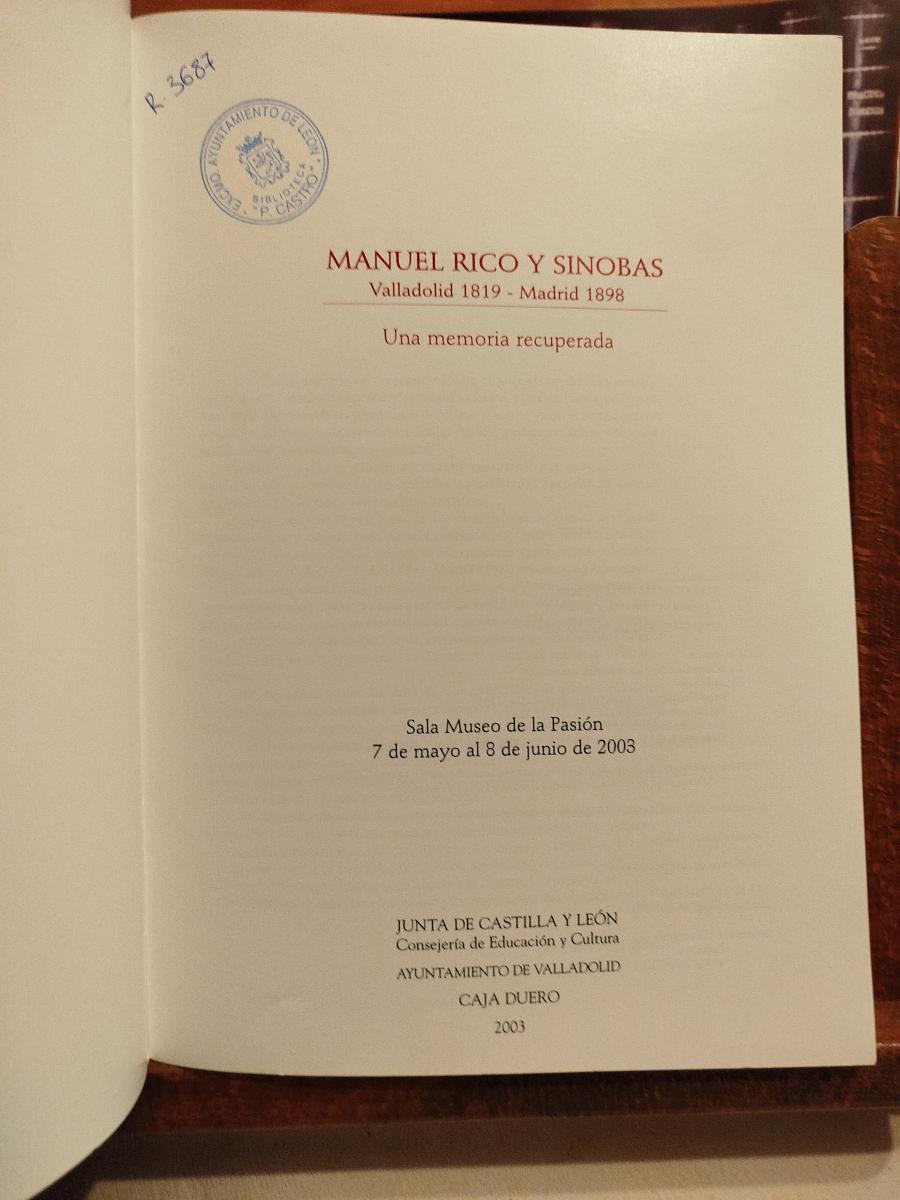 R. 3687
EXCMO. AYUNTAMIENTO DE LEON
BIBLIOTECA
"P. CASTRO"
MANUEL RICO Y SINOBAS
Valladolid 1819 - Madrid 1898
Una memoria recuperada
Sala Museo de la Pasión
7 de mayo al 8 de junio de 2003
JUNTA DE CASTILLA Y LEÓN
Consejería de Educación y Cultura
AYUNTAMIENTO DE VALLADOLID
CAJA DUERO
2003